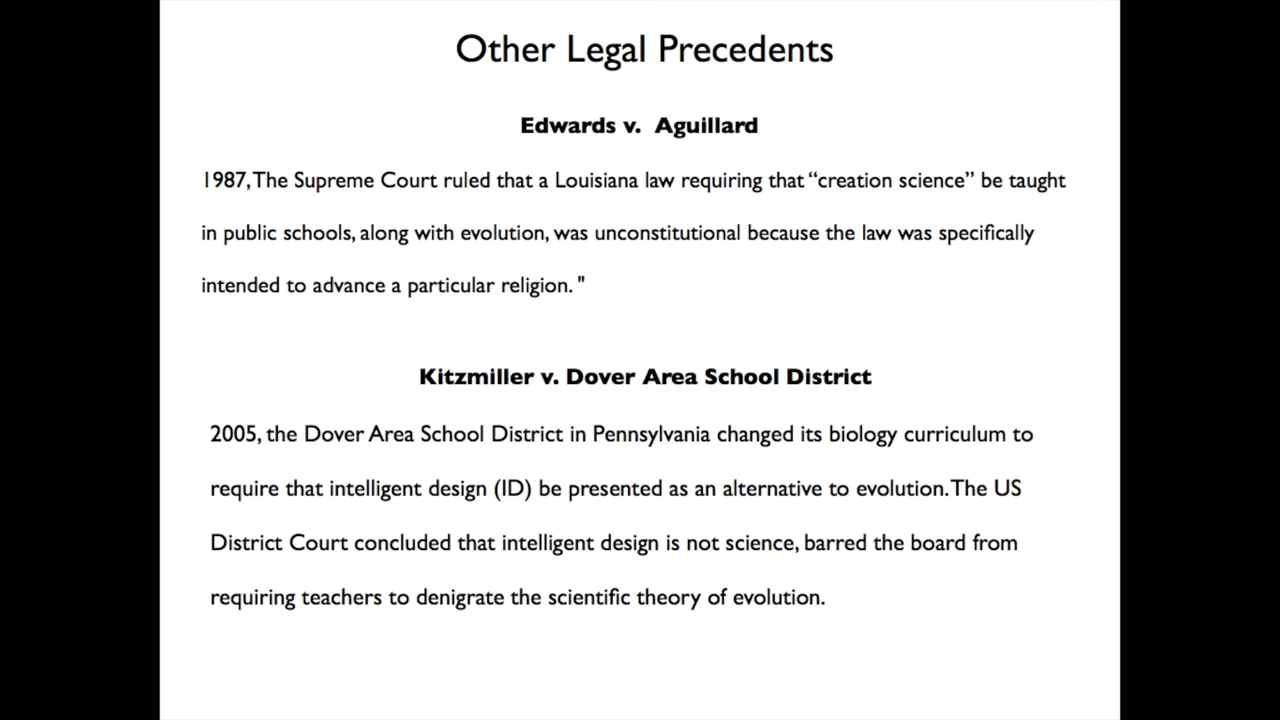 Other Legal Precedents
Edwards v. Aguillard
1987, The Supreme Court ruled that a Louisiana law requiring that “creation science” be taught
in public schools, along with evolution, was unconstitutional because the law was specifically
intended to advance a particular religion. "
Kitzmiller v. Dover Area School District
2005, the Dover Area School District in Pennsylvania changed its biology curriculum to
require that intelligent design (ID) be presented as an alternative to evolution. The US
District Court concluded that intelligent design is not science, barred the board from
requiring teachers to denigrate the scientific theory of evolution.